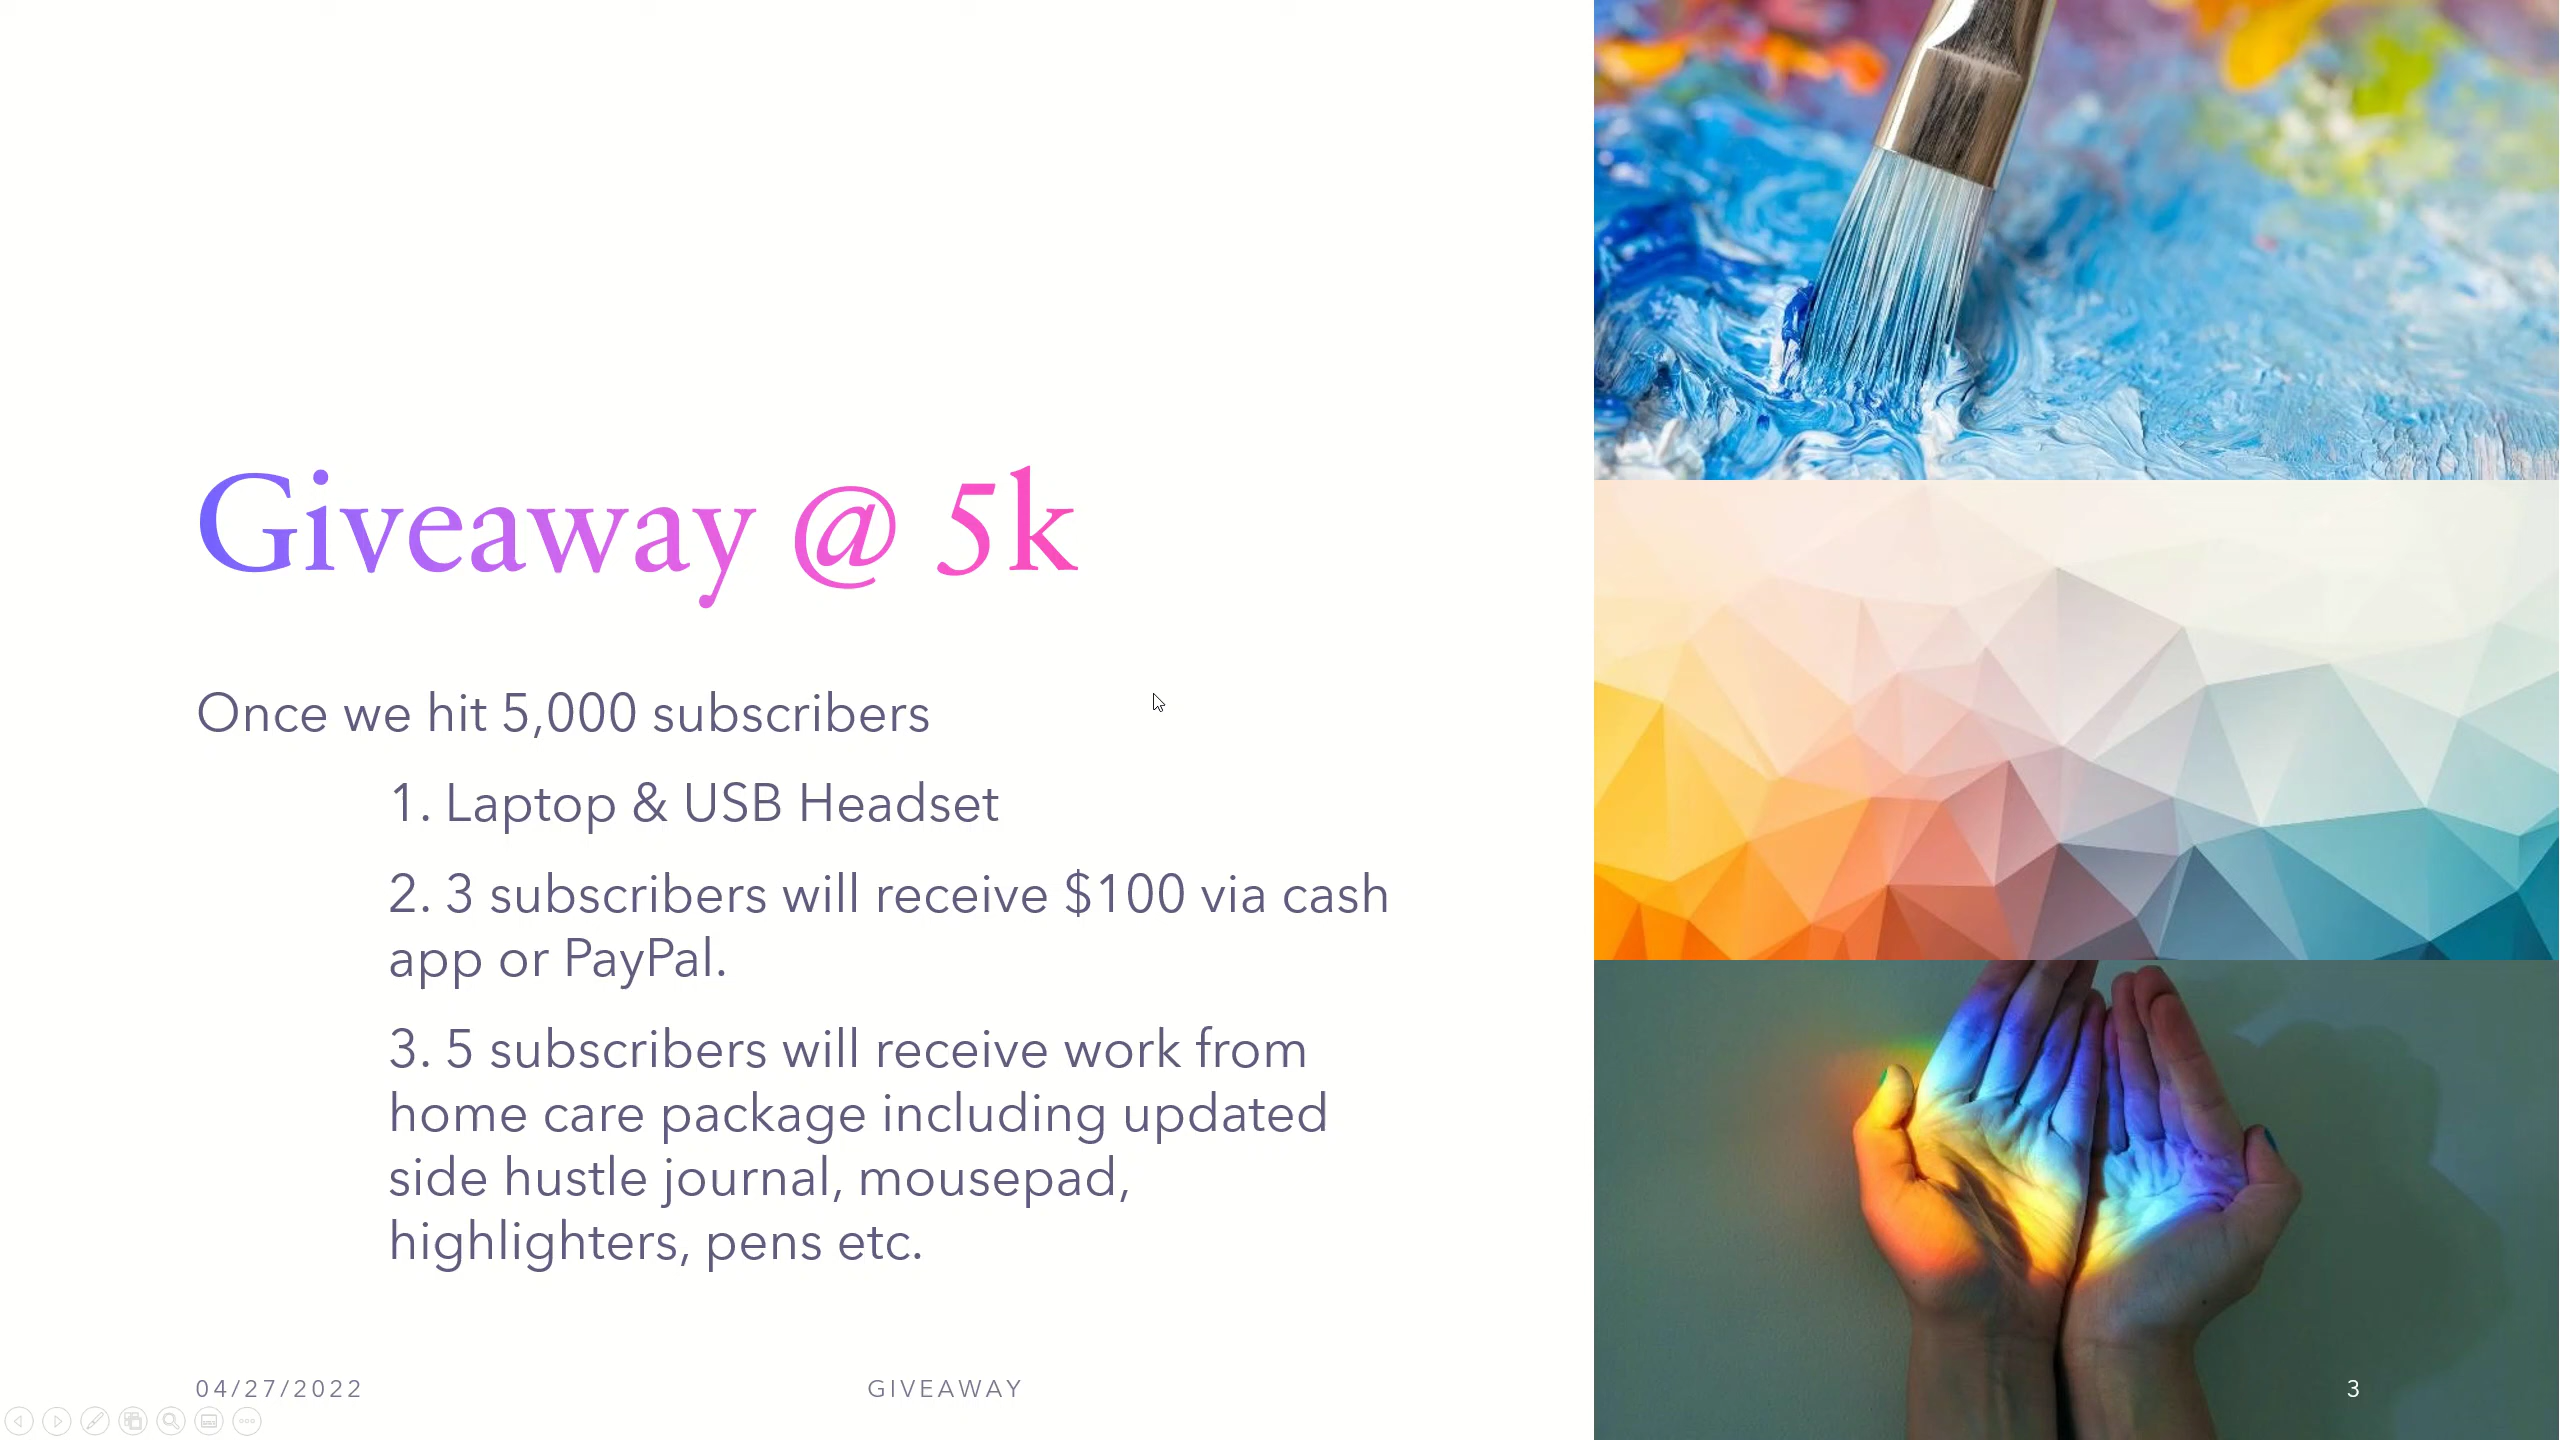 Giveaway @ 5k
Once we hit 5,000 subscribers
1. Laptop & USB Headset
2. 3 subscribers will receive $100 via cash
app or PayPal.
3. 5 subscribers will receive work from
home care package including updated
side hustle journal, mousepad,
highlighters, pens etc.
04/27/2022
GIVEAWAY
3